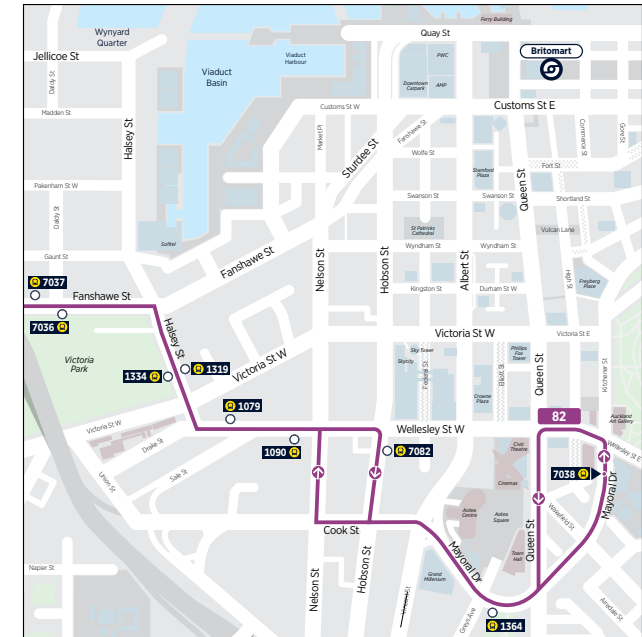 Ferry Building
Wynyard
Quarter
Quay St
Britomart
Jellicoe St
PWC
Viaduct
Harbour
Viaduct
Basin
Daldy St
Downtown
Carpark
AMP
Customs St W
Customs St E
Madden St
Halsey St
Market Pl
Sturdee St
Fanshawe St
Commerce St
Gore St
Wolfe St
Fort St
Stamford
Plaza
Pakenham St W
Swanson St
Swanson St
Queen St
Shortland St
Daldy St
St Patricks
Cathedral
Vulcan Lane
Sofitel
Wyndham St
Wyndham St
Gaunt St
Fanshawe St
Nelson St
Hobson St
Albert St
High St
7037
Kingston St
Durham St W
Freyberg
Place
Fanshawe St
7036
Halsey St
Victoria St W
Victoria St E
Victoria
Park
Sky Tower
Skycity
Federal St
Elliott St
Phillips
Fox
Tower
Queen St
Kitchener St
1334
1319
Victoria St W
Crowne
Plaza
1079
82
Auckland
Art Gallery
Victoria St W
Wellesley St W
Wellesley St E
Drake St
1090
7082
Civic
Theatre
Union St
Sale St
Cinemas
7038
Mayoral Dr
Aotea
Centre
Aotea
Square
Wakefield St
Cook St
Queen St
Town
Hall
Mayoral Dr
Naper St
Nelson St
Hobson St
Grand
Millenium
Vincent St
Greys Ave
1364
Airedale St